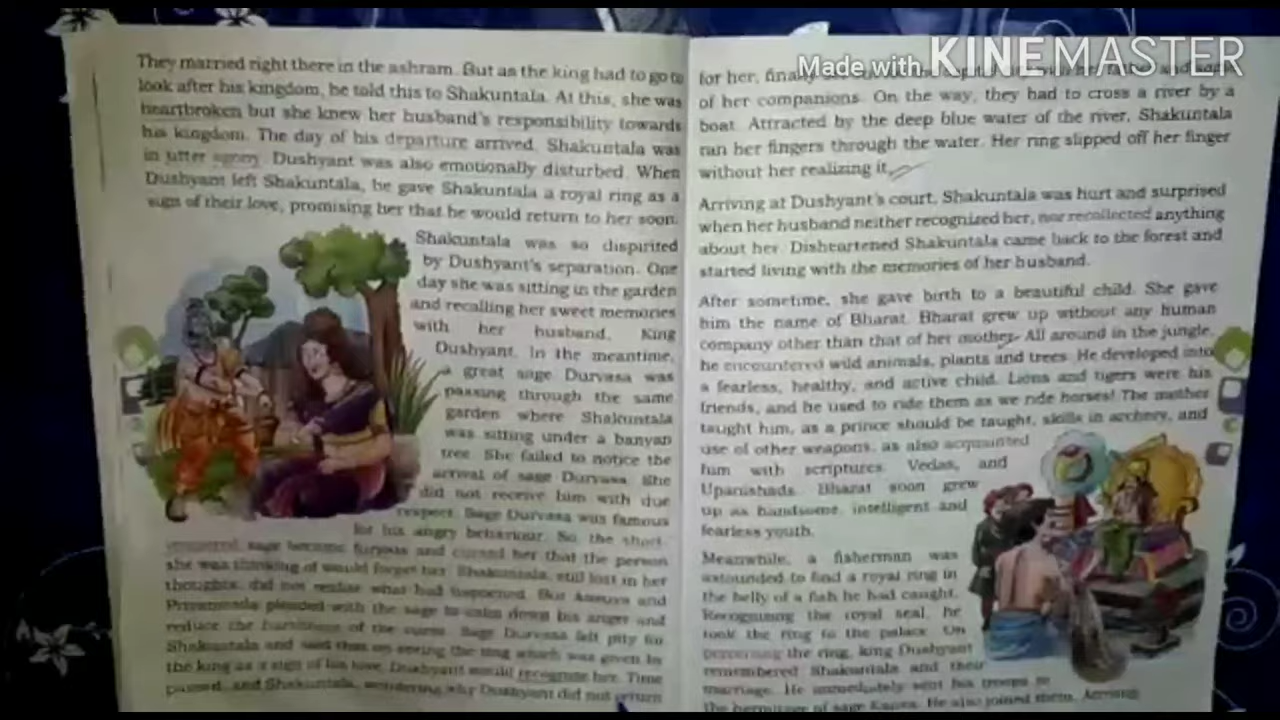 Made with KINEMASTER
They married right there in the ashram. But as the king had to go to
look after his kingdom, he told this to Shakuntala. At this, she was
heartbroken but she knew her husband's responsibility towards
his kingdom. The day of his departure arrived. Shakuntala was
in utter agony. Dushyant was also emotionally disturbed. When
Dushyant left Shakuntala, he gave Shakuntala a royal ring as a
sign of their love, promising her that he would return to her soon.
Shakuntala was so dispirited
by Dushyant's separation. One
day she was sitting in the garden
and recalling her sweet memories
with her husband, King
Dushyant. In the meantime,
a great sage Durvasa was
passing through the same
garden where Shakuntala
was sitting under a banyan
tree. She failed to notice the
arrival of sage Durvasa. She
did not receive him with due
respect. Sage Durvasa was famous
for his angry behaviour. So the short-
tempered sage became furious and cursed her that the person
she was thinking of would forget her. Shakuntala, still lost in her
thoughts, did not realise what had happened. But Anasuya and
Priyamvada pleaded with the sage to calm down his anger and
reduce the harshness of the curse. Sage Durvasa felt pity for
Shakuntala and said that on seeing the ring which was given by
the king as a sign of his love, Dushyant would recognise her. Time
passed, and Shakuntala, wondering why Dushyant did not return
for her, finally
of her companions. On the way, they had to cross a river by a
boat. Attracted by the deep blue water of the river, Shakuntala
ran her fingers through the water. Her ring slipped off her finger
without her realizing it.
Arriving at Dushyant's court, Shakuntala was hurt and surprised
when her husband neither recognized her, nor recollected anything
about her. Disheartened Shakuntala came back to the forest and
started living with the memories of her husband.
After sometime, she gave birth to a beautiful child. She gave
him the name of Bharat. Bharat grew up without any human
company other than that of her mother. All around in the jungle,
he encountered wild animals, plants and trees. He developed into
a fearless, healthy, and active child. Lions and tigers were his
friends, and he used to ride them as we ride horses! The mother
taught him, as a prince should be taught, skills in archery, and
use of other weapons, as also acquainted
him with scriptures, Vedas, and
Upanishads. Bharat soon grew
up as handsome, intelligent and
fearless youth.
Meanwhile, a fisherman was
astounded to find a royal ring in
the belly of a fish he had caught.
Recognising the royal seal, he
took the ring to the palace. On
perceiving the ring, king Dushyant
remembered Shakuntala and their
marriage. He immediately sent his troops to
the hermitage of sage Kanva. He also joined them. Arriving